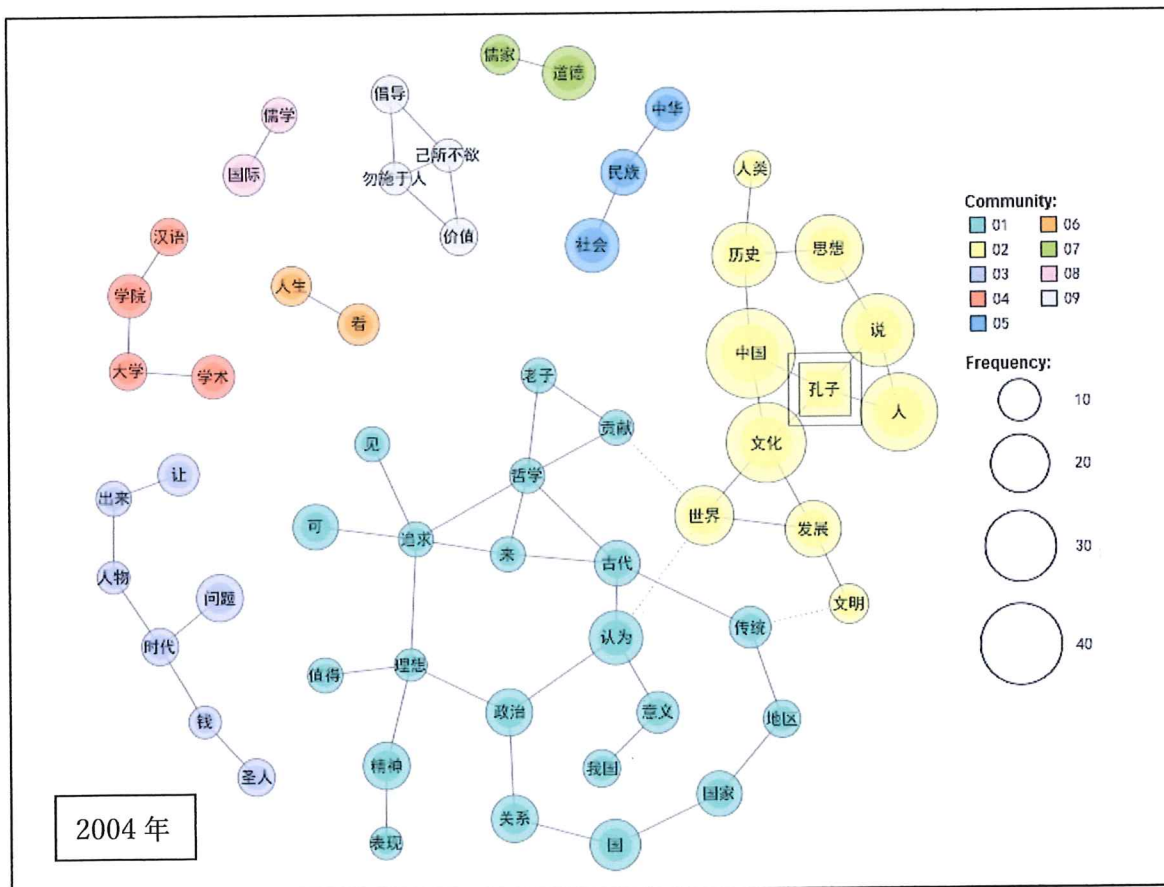 儒家
道德
倡导
中华
儒学
己所不欲
人类
国际
勿施于人
民族
汉语
价值
社会
历史
思想
学院
人生
看
说
中国
大学
学术
老子
孔子
人
贡献
文化
见
让
出来
哲学
世界
发展
可
追求
来
古代
人物
问题
文明
时代
认为
传统
值得
理想
钱
政治
意义
地区
圣人
精神
我国
国家
关系
表现
国
Community:
01 06
02 07
03 08
04 09
05
Frequency:
10
20
30
40
2004 年